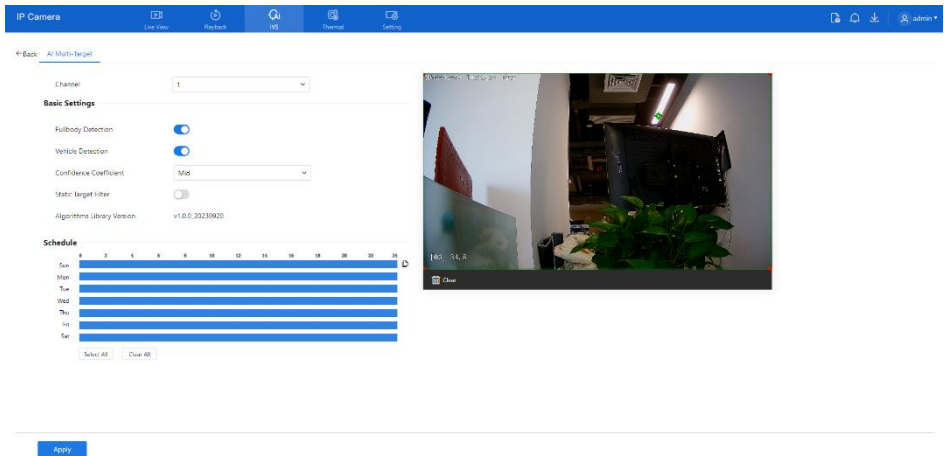 IP Camera
Live View Playback IVS Thermal Setting
admin
Back AI Multi-Target
Channel 1
Basic Settings
Fullbody Detection
Vehicle Detection
Confidence Coefficient Mid
Static Target Filter
Algorithms Library Version v1.0.0_20230920
Schedule
0 2 4 6 8 10 12 14 16 18 20 22 24
Sun
Mon
Tue
Wed
Thu
Fri
Sat
Select All Clear All
Clear
Apply